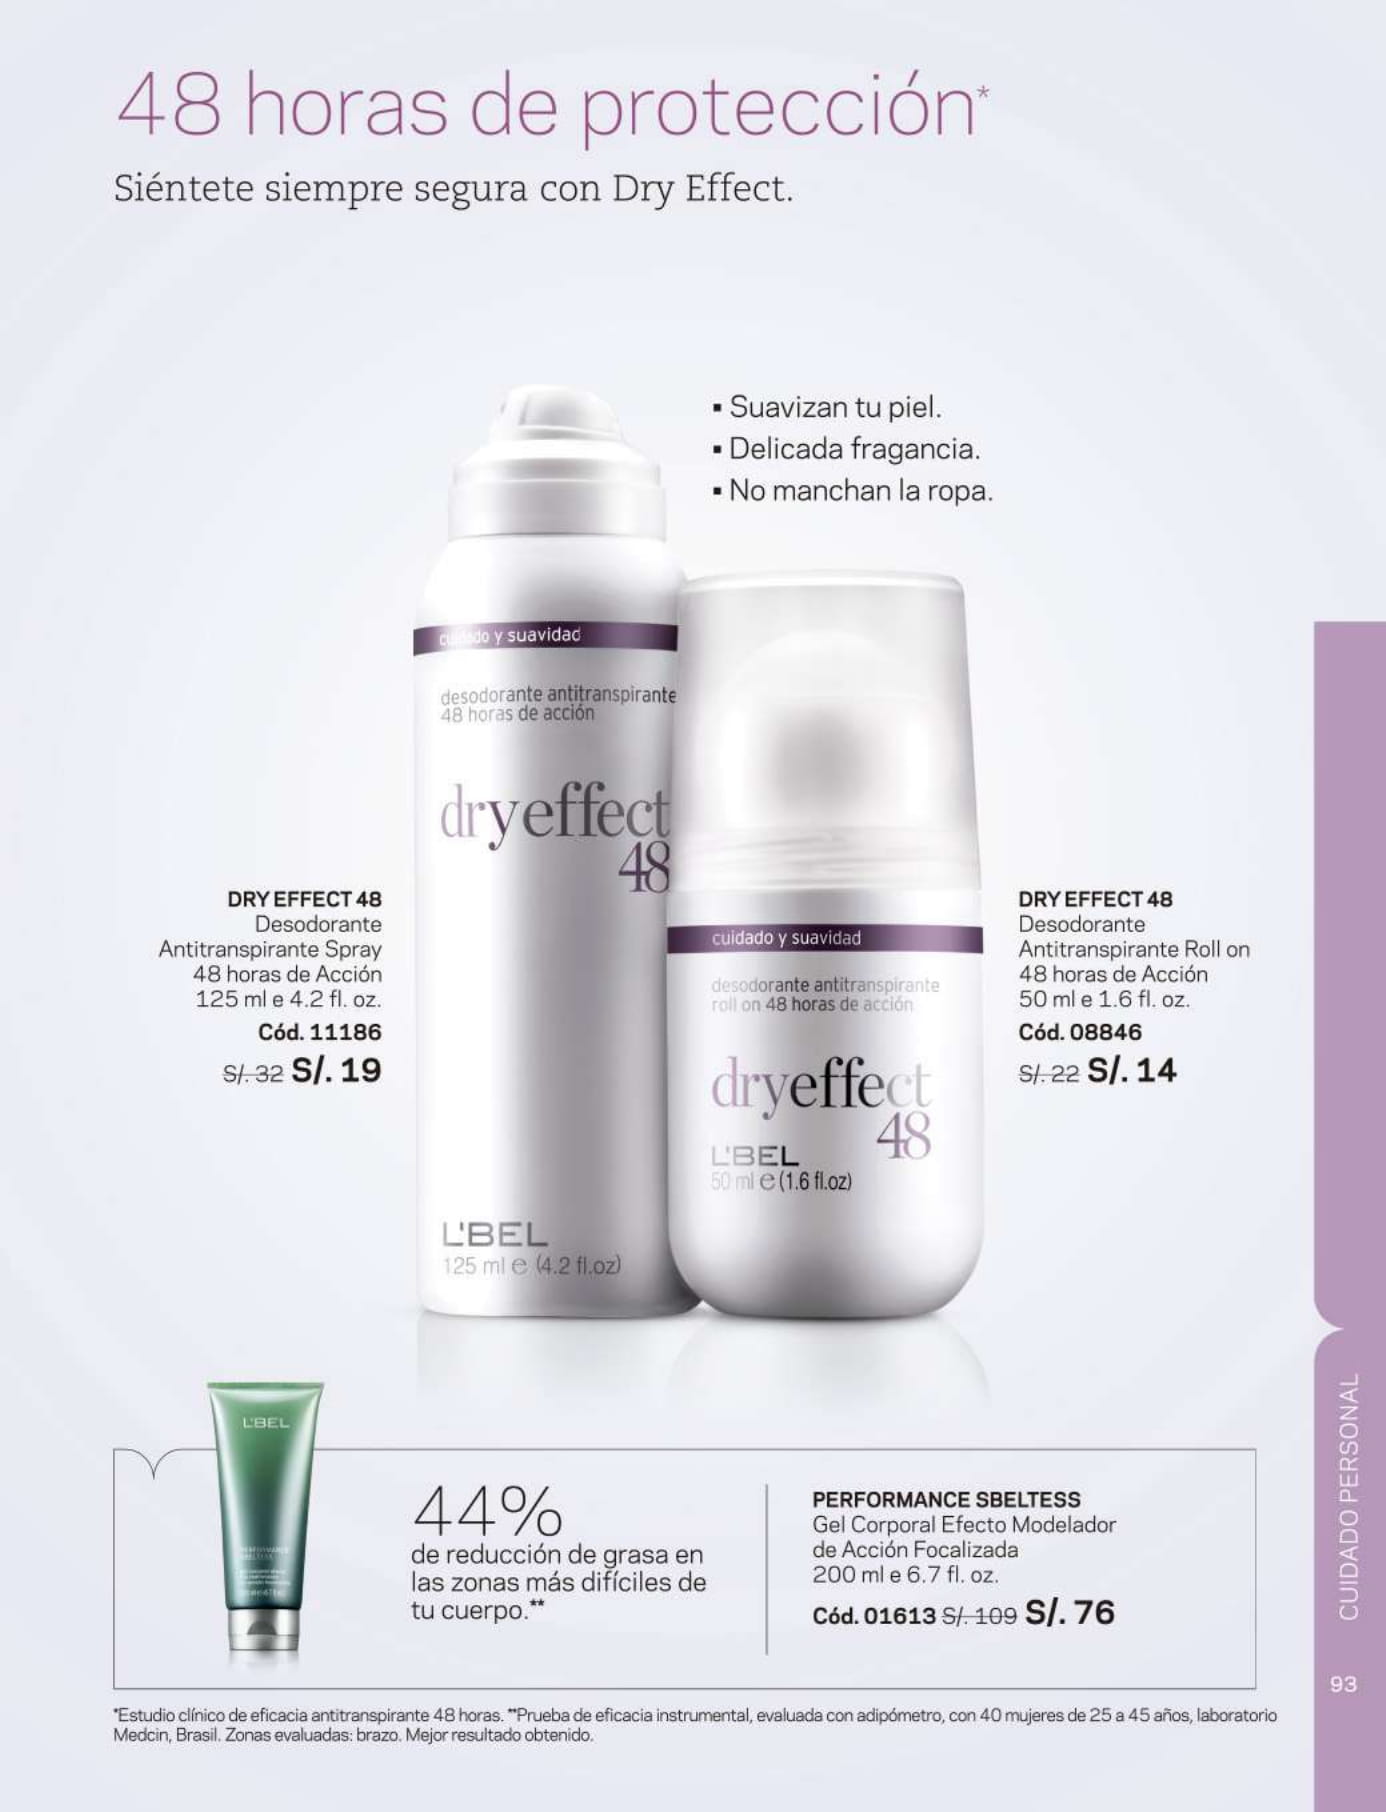 48 horas de protección*
Siéntete siempre segura con Dry Effect.
▪ Suavizan tu piel.
▪ Delicada fragancia.
▪ No manchan la ropa.
cuidado y suavidad
desodorante antitranspirante
48 horas de acción
dryeffect
48
L'BEL
125 ml e (4.2 fl.oz)
cuidado y suavidad
desodorante antitranspirante
roll on 48 horas de acción
dryeffect
48
L'BEL
50 ml e (1.6 fl.oz)
DRY EFFECT 48
Desodorante
Antitranspirante Spray
48 horas de Acción
125 ml e 4.2 fl. oz.
Cód. 11186
S/. 32 S/. 19
DRY EFFECT 48
Desodorante
Antitranspirante Roll on
48 horas de Acción
50 ml e 1.6 fl. oz.
Cód. 08846
S/. 22 S/. 14
L'BEL
PERFORMANCE
SBELTESS
44%
de reducción de grasa en
las zonas más difíciles de
tu cuerpo.**
PERFORMANCE SBELTESS
Gel Corporal Efecto Modelador
de Acción Focalizada
200 ml e 6.7 fl. oz.
Cód. 01613 S/. 109 S/. 76
*Estudio clínico de eficacia antitranspirante 48 horas. **Prueba de eficacia instrumental, evaluada con adipómetro, con 40 mujeres de 25 a 45 años, laboratorio
Medcin, Brasil. Zonas evaluadas: brazo. Mejor resultado obtenido.
CUIDADO PERSONAL
93